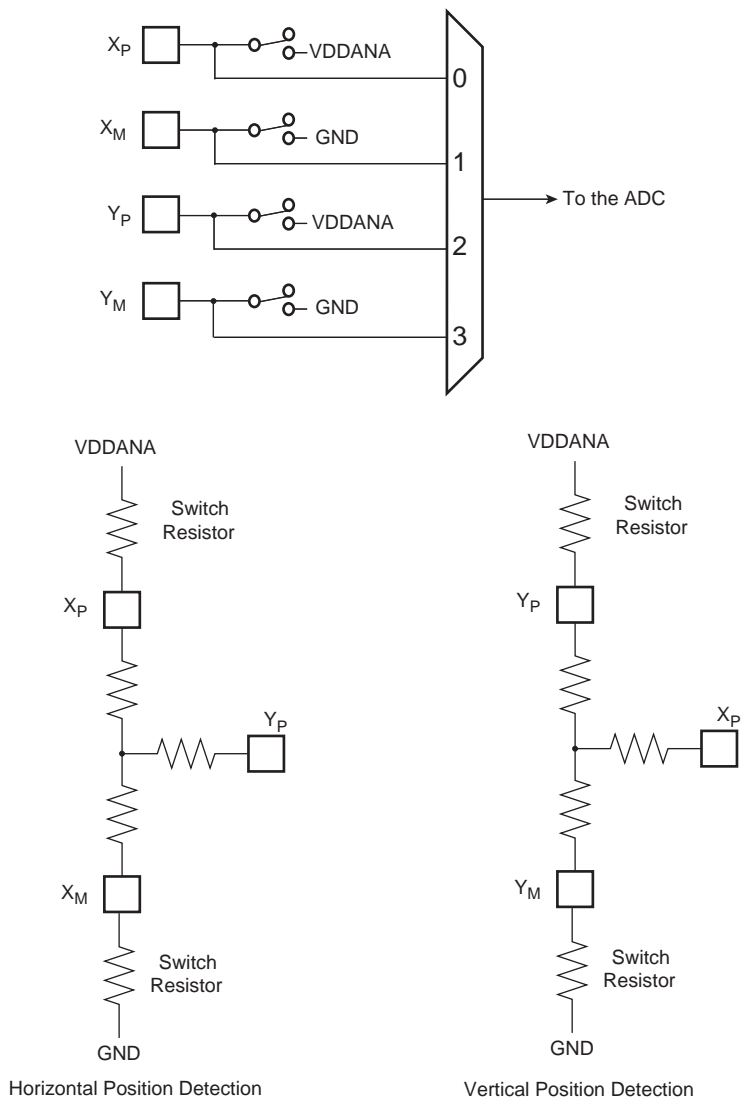 XP
VDDANA
0
XM
GND
1
To the ADC
YP
VDDANA
2
YM
GND
3
VDDANA
Switch
Resistor
XP
YP
XM
Switch
Resistor
GND
Horizontal Position Detection
VDDANA
Switch
Resistor
YP
XP
YM
Switch
Resistor
GND
Vertical Position Detection